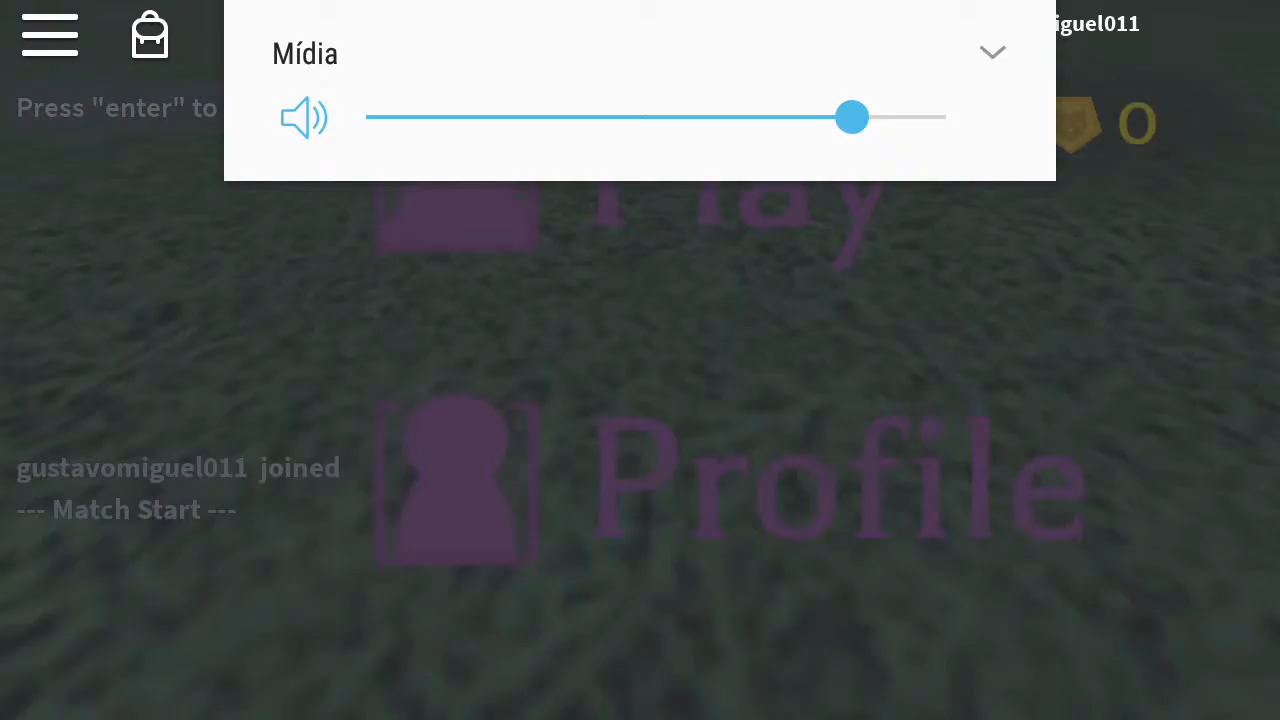 Mídia
iguel011
Press "enter" to
0
Play
Profile
gustavomiguel011 joined
--- Match Start ---